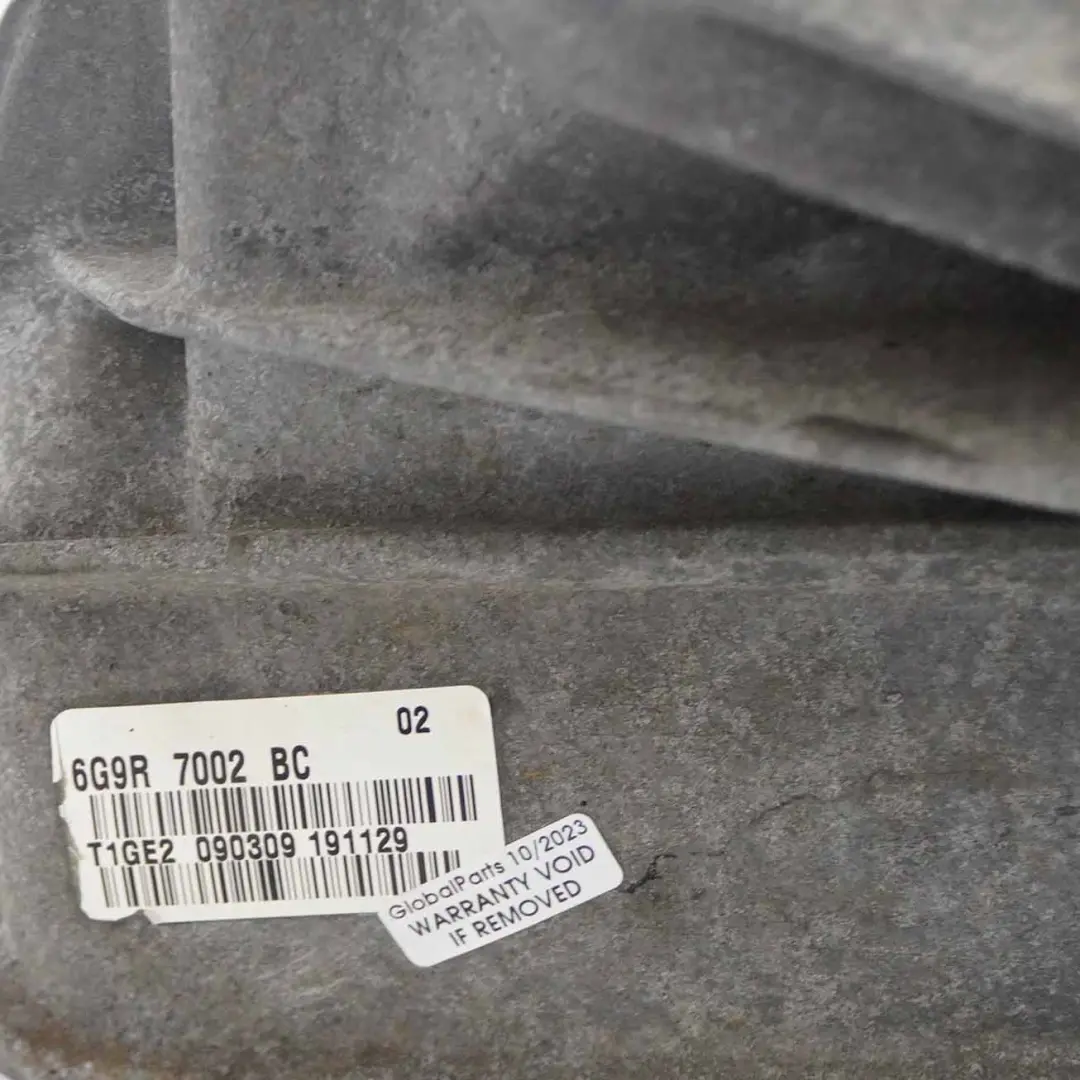 02
6G9R 7002 BC
T1GE2 090309 191129
GlobalParts 10/2023
WARRANTY VOID
IF REMOVED